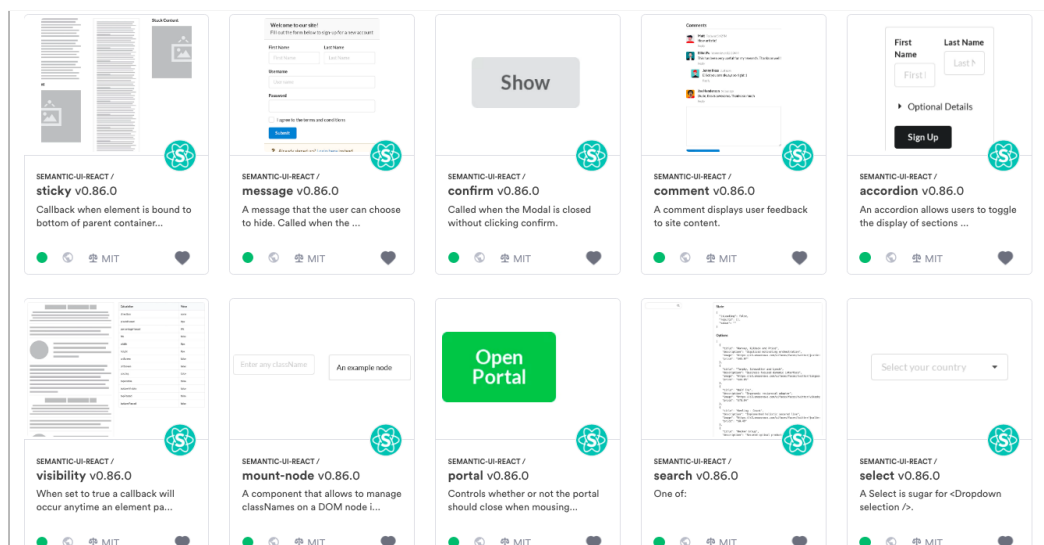 Stuck Content
Welcome to our site!
Fill out the form below to sign-up for a new account
First Name Last Name
First Name Last Name
Username
Username
Password
I agree to the terms and conditions
Submit
Show
Comments
First Name Last Name
First Last N
Optional Details
Sign Up
SEMANTIC-UI-REACT /
sticky v0.86.0
Callback when element is bound to
bottom of parent container...
MIT
SEMANTIC-UI-REACT /
message v0.86.0
A message that the user can choose
to hide. Called when the ...
MIT
SEMANTIC-UI-REACT /
confirm v0.86.0
Called when the Modal is closed
without clicking confirm.
MIT
SEMANTIC-UI-REACT /
comment v0.86.0
A comment displays user feedback
to site content.
MIT
SEMANTIC-UI-REACT /
accordion v0.86.0
An accordion allows users to toggle
the display of sections ...
MIT
Enter any className
An example node
Open
Portal
Select your country
SEMANTIC-UI-REACT /
visibility v0.86.0
When set to true a callback will
occur anytime an element pa...
MIT
SEMANTIC-UI-REACT /
mount-node v0.86.0
A component that allows to manage
classNames on a DOM node i...
MIT
SEMANTIC-UI-REACT /
portal v0.86.0
Controls whether or not the portal
should close when mousing...
MIT
SEMANTIC-UI-REACT /
search v0.86.0
One of:
MIT
SEMANTIC-UI-REACT /
select v0.86.0
A Select is sugar for <Dropdown
selection />.
MIT